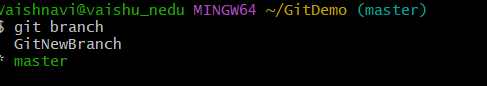 vaishnavi@vaishu_nedu MINGW64 ~/GitDemo (master)
$ git branch
GitNewBranch
* master